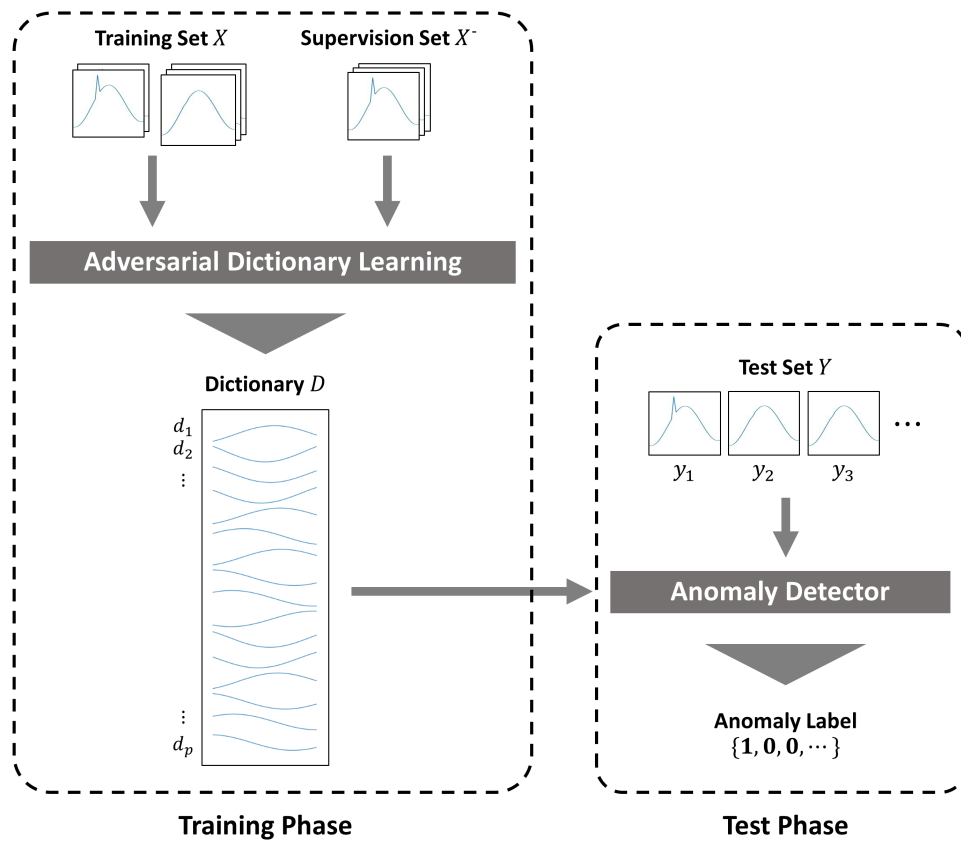 Training Set X
Supervision Set X⁻
Adversarial Dictionary Learning
Dictionary D
d₁
d₂
⋮
⋮
dₚ
Training Phase
Test Set Y
y₁ y₂ y₃ ⋯
Anomaly Detector
Anomaly Label
{1, 0, 0, ⋯}
Test Phase